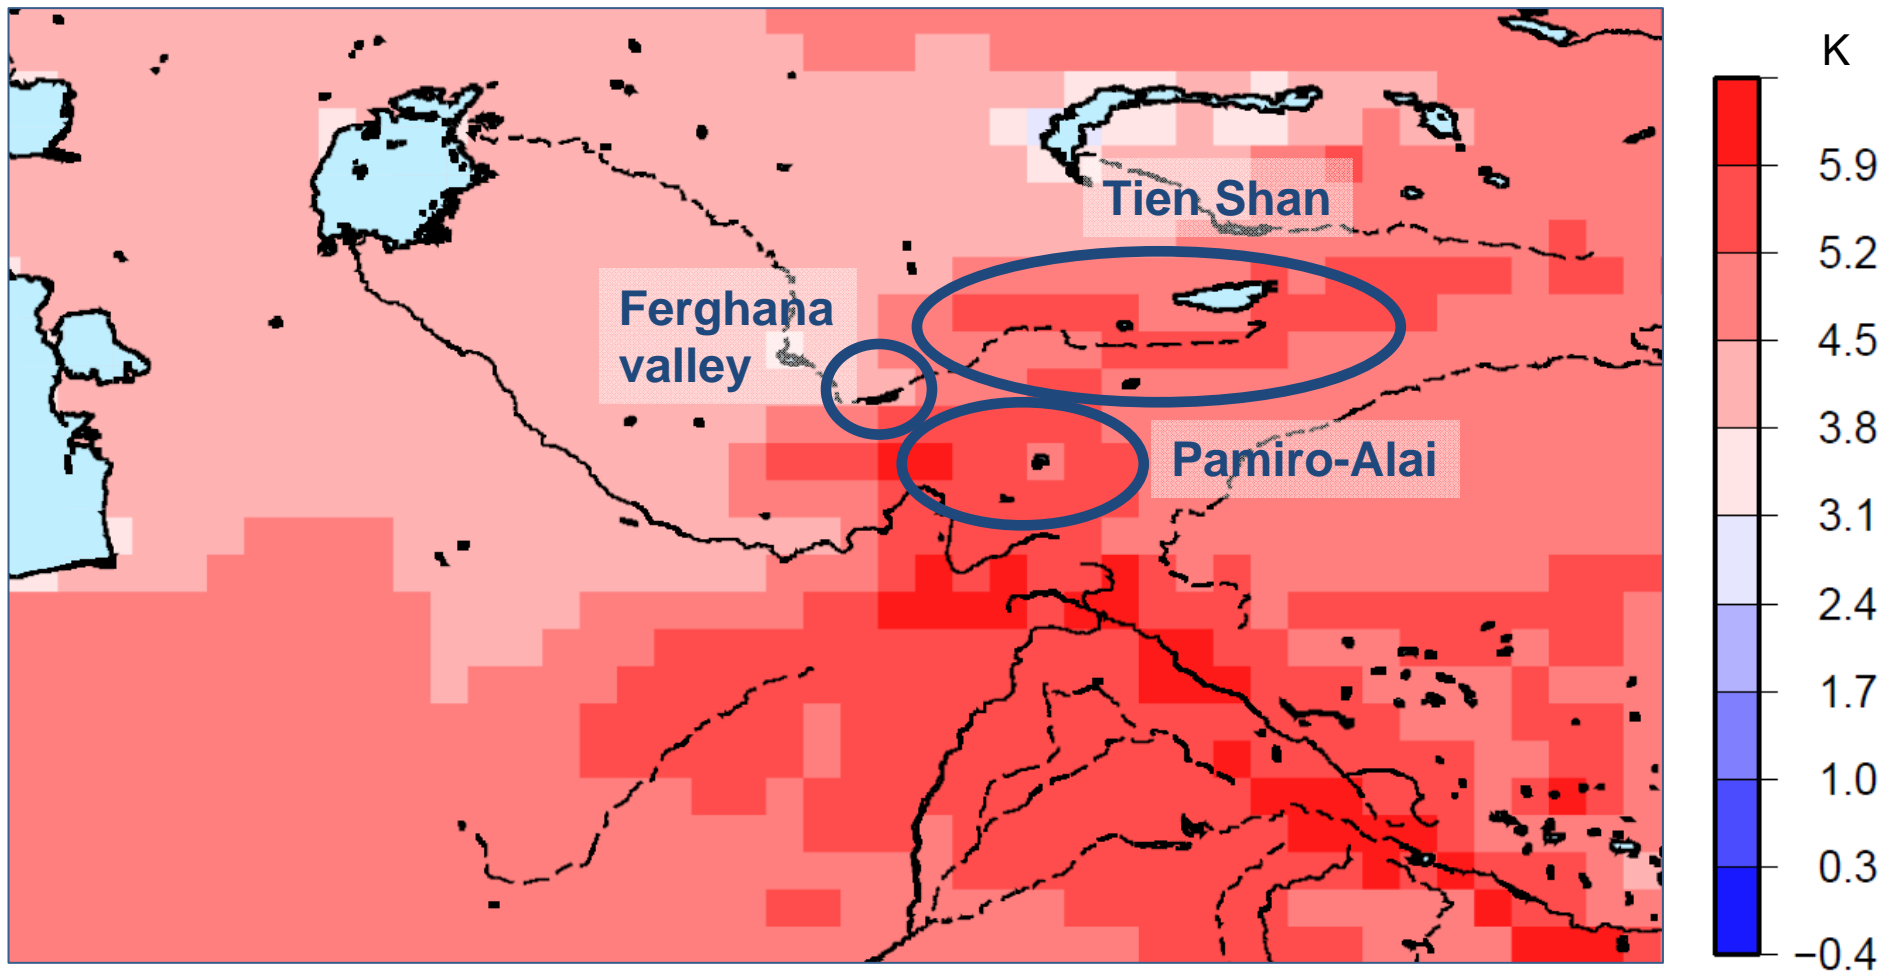 K
Tien Shan
Ferghana
valley
Pamiro-Alai
5.9
5.2
4.5
3.8
3.1
2.4
1.7
1.0
0.3
−0.4